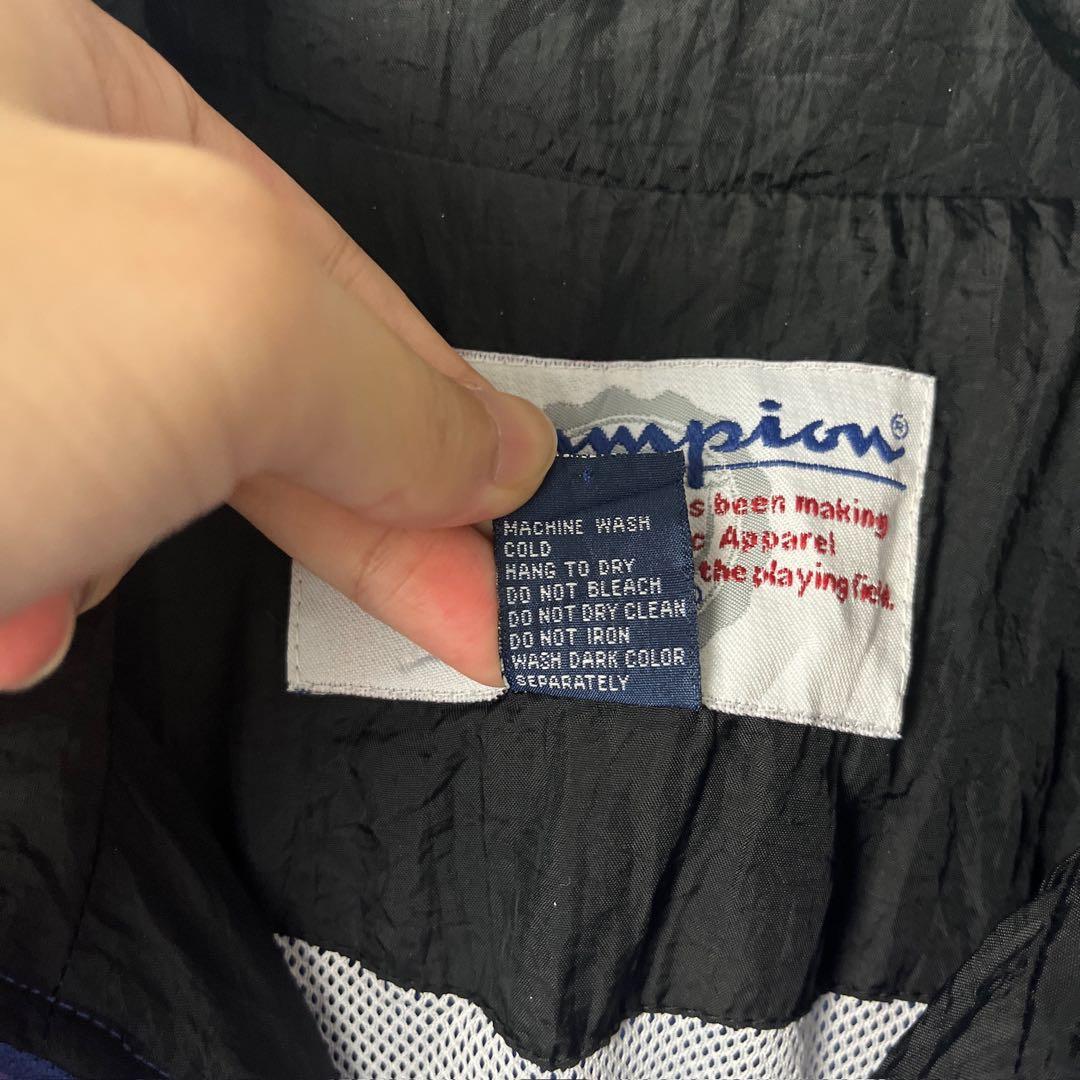 ampion®
s been making
c Apparel
the playing field.
MACHINE WASH
COLD
HANG TO DRY
DO NOT BLEACH
DO NOT DRY CLEAN
DO NOT IRON
WASH DARK COLOR
SEPARATELY